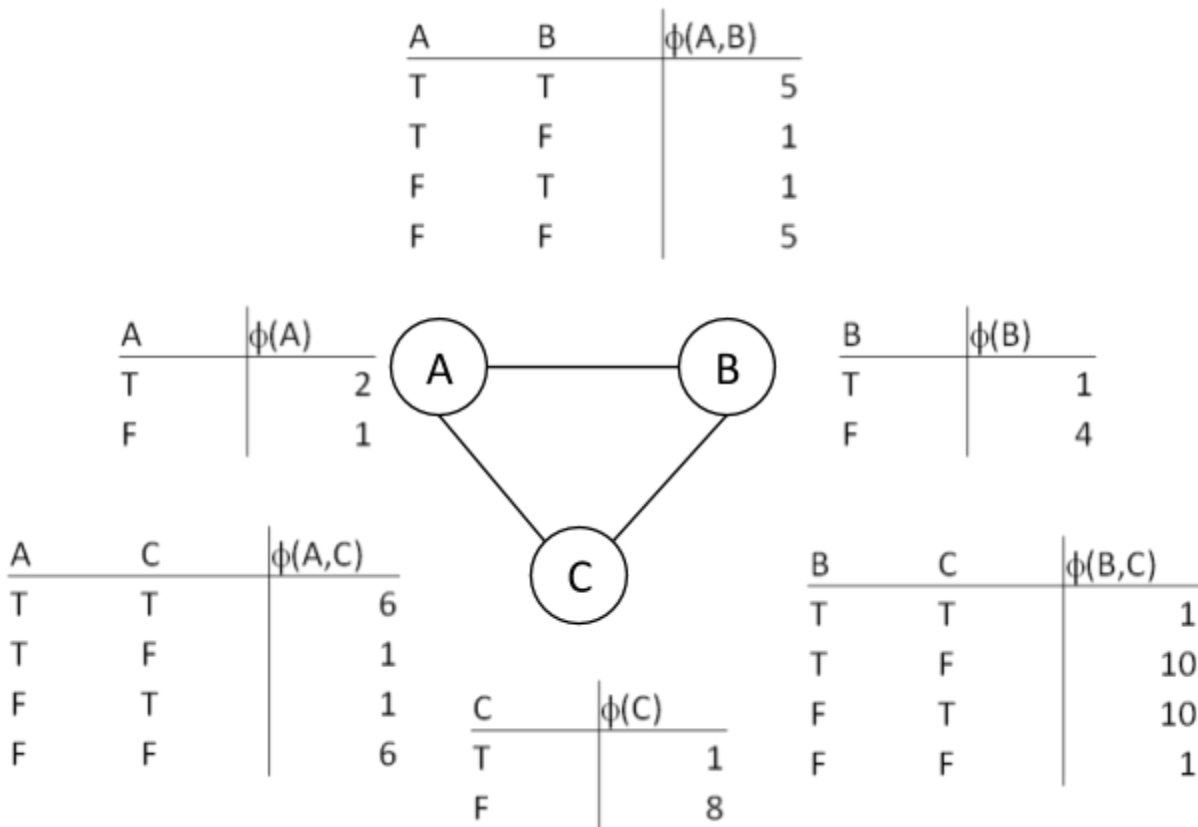 A B ϕ(A,B)
T T 5
T F 1
F T 1
F F 5
A ϕ(A)
T 2
F 1
A
B
B ϕ(B)
T 1
F 4
A C ϕ(A,C)
T T 6
T F 1
F T 1
F F 6
C
C ϕ(C)
T 1
F 8
B C ϕ(B,C)
T T 1
T F 10
F T 10
F F 1